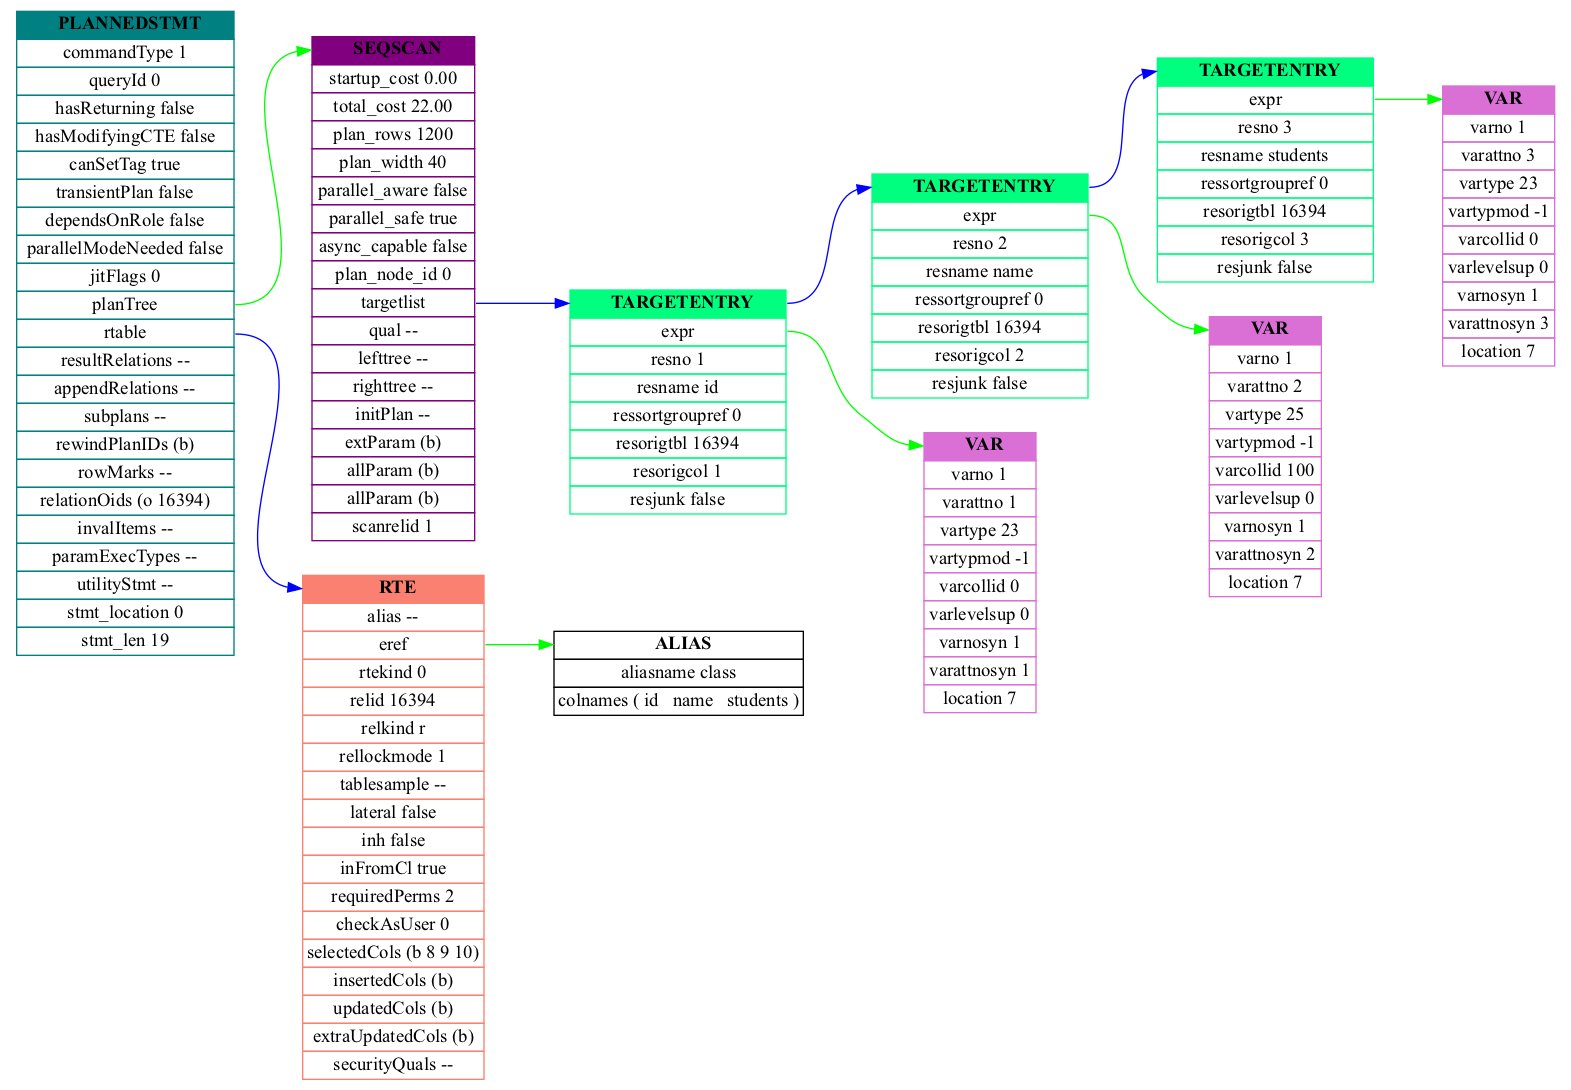 PLANNEDSTMT
commandType 1
queryId 0
hasReturning false
hasModifyingCTE false
canSetTag true
transientPlan false
dependsOnRole false
parallelModeNeeded false
jitFlags 0
planTree
rtable
resultRelations --
appendRelations --
subplans --
rewindPlanIDs (b)
rowMarks --
relationOids (o 16394)
invalItems --
paramExecTypes --
utilityStmt --
stmt_location 0
stmt_len 19
SEQSCAN
startup_cost 0.00
total_cost 22.00
plan_rows 1200
plan_width 40
parallel_aware false
parallel_safe true
async_capable false
plan_node_id 0
targetlist
qual --
lefttree --
righttree --
initPlan --
extParam (b)
allParam (b)
allParam (b)
scanrelid 1
RTE
alias --
eref
rtekind 0
relid 16394
relkind r
rellockmode 1
tablesample --
lateral false
inh false
inFromCl true
requiredPerms 2
checkAsUser 0
selectedCols (b 8 9 10)
insertedCols (b)
updatedCols (b)
extraUpdatedCols (b)
securityQuals --
ALIAS
aliasname class
colnames ( id name students )
TARGETENTRY
expr
resno 1
resname id
ressortgroupref 0
resorigtbl 16394
resorigcol 1
resjunk false
VAR
varno 1
varattno 1
vartype 23
vartypmod -1
varcollid 0
varlevelsup 0
varnosyn 1
varattnosyn 1
location 7
TARGETENTRY
expr
resno 2
resname name
ressortgroupref 0
resorigtbl 16394
resorigcol 2
resjunk false
VAR
varno 1
varattno 2
vartype 25
vartypmod -1
varcollid 100
varlevelsup 0
varnosyn 1
varattnosyn 2
location 7
TARGETENTRY
expr
resno 3
resname students
ressortgroupref 0
resorigtbl 16394
resorigcol 3
resjunk false
VAR
varno 1
varattno 3
vartype 23
vartypmod -1
varcollid 0
varlevelsup 0
varnosyn 1
varattnosyn 3
location 7